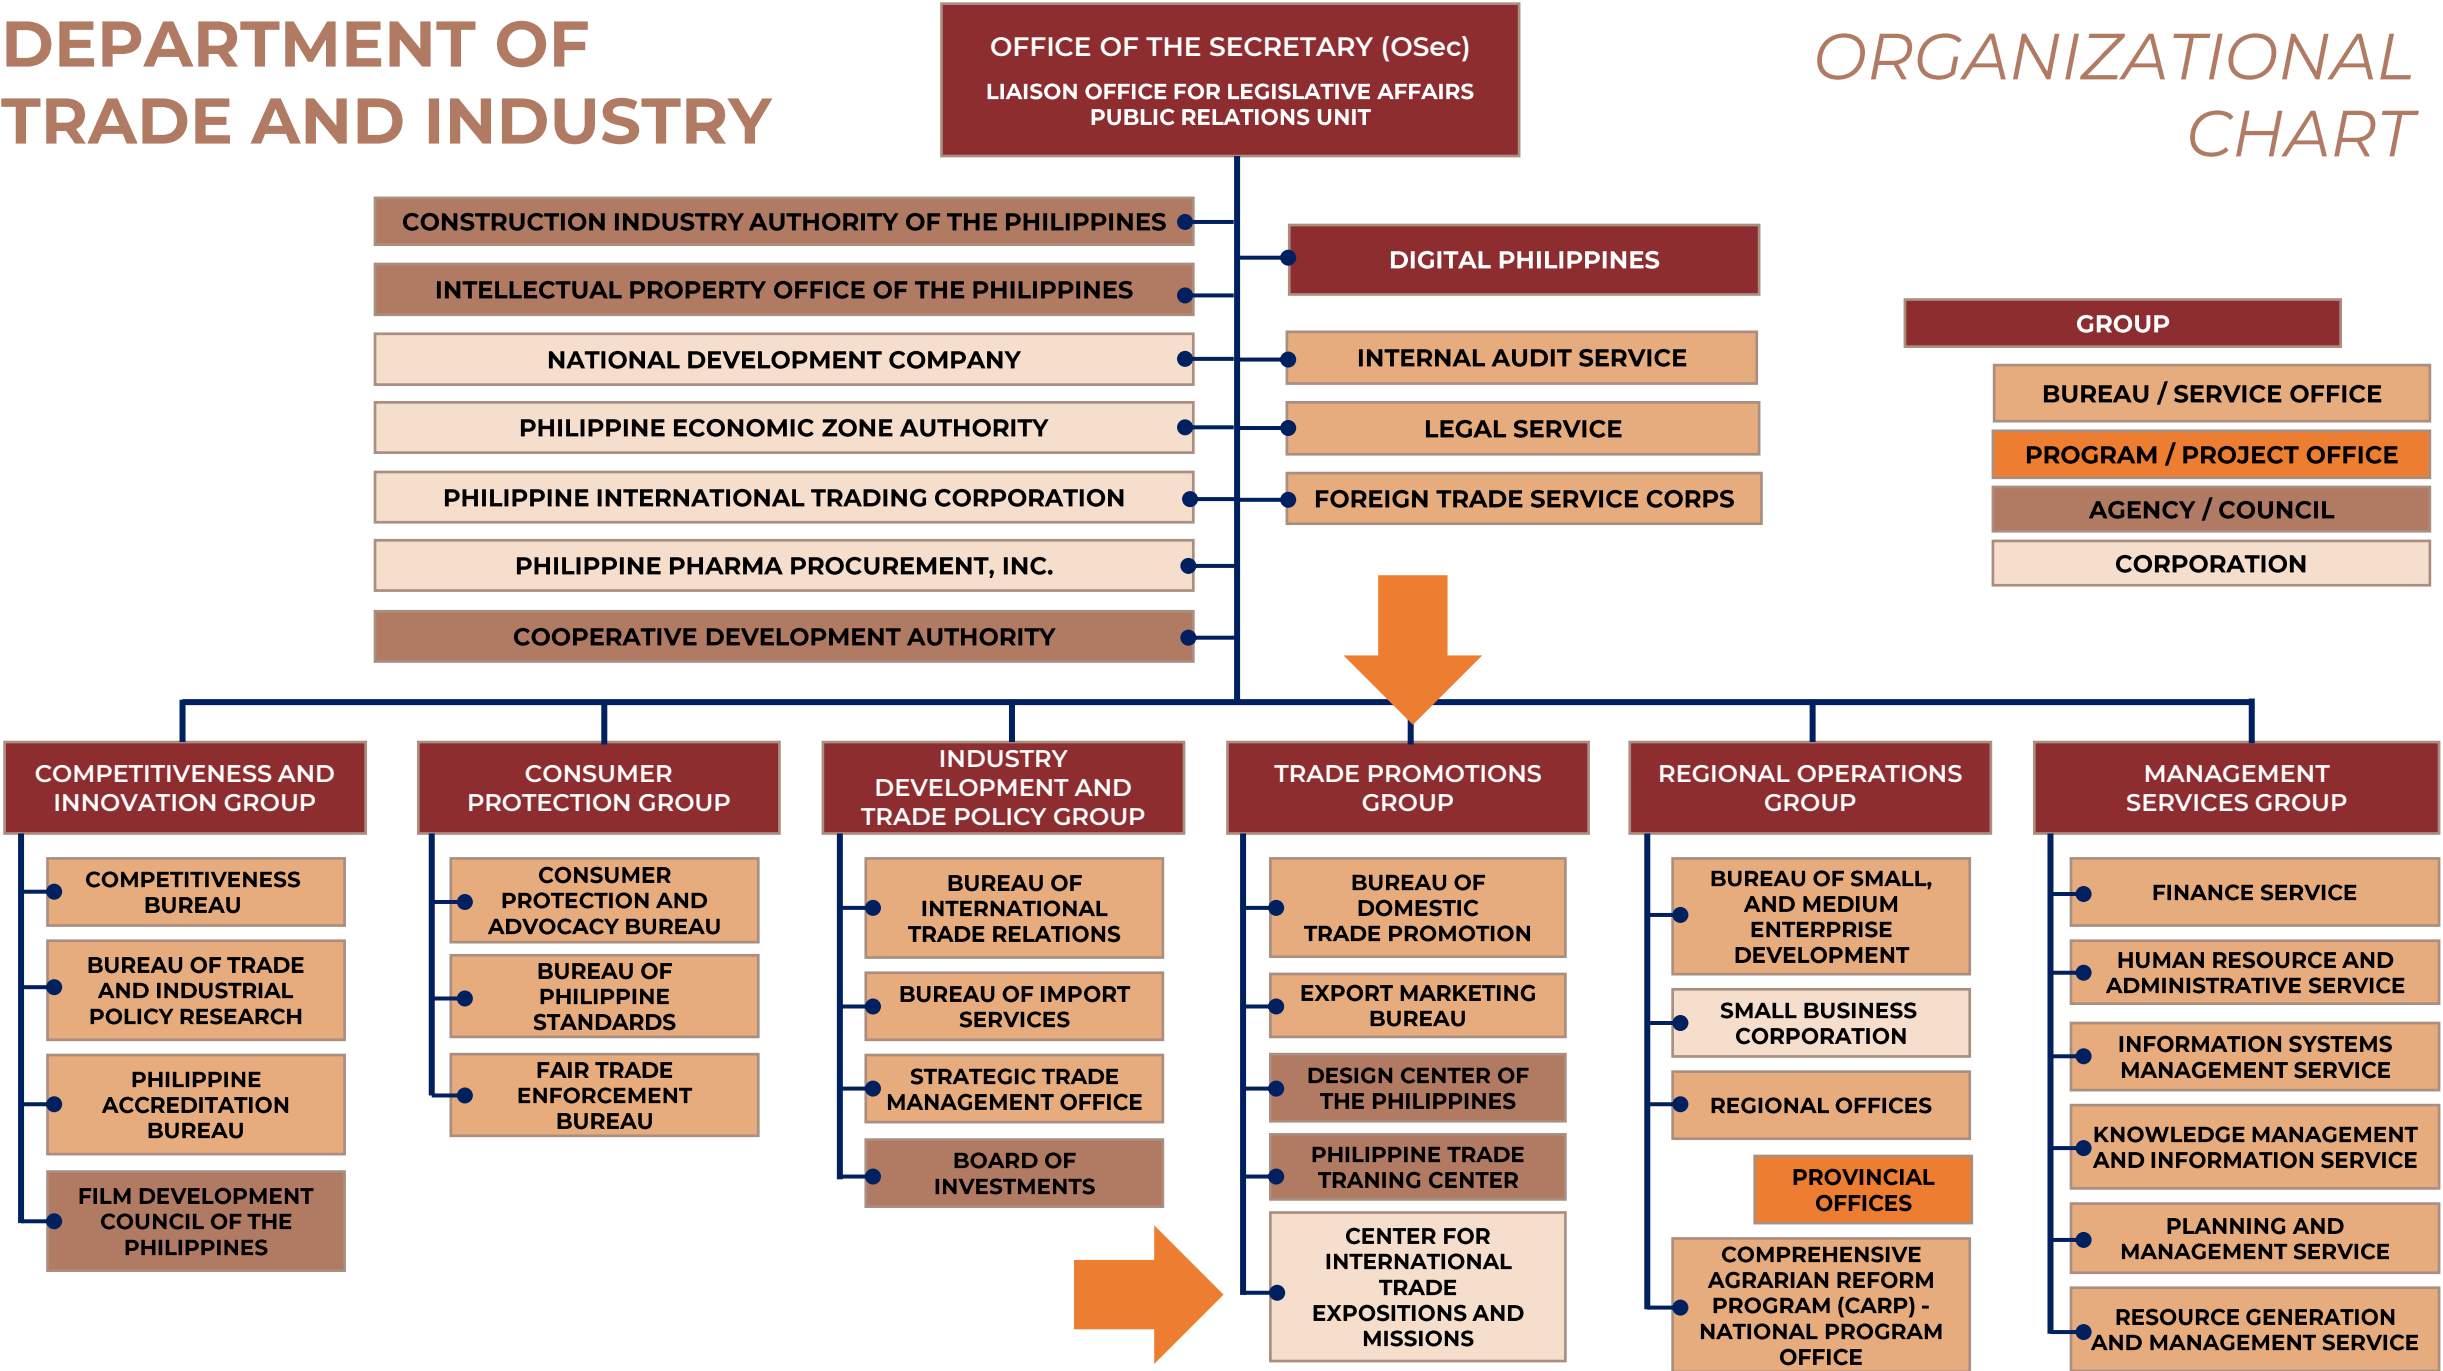 DEPARTMENT OF
TRADE AND INDUSTRY
OFFICE OF THE SECRETARY (OSec)
LIAISON OFFICE FOR LEGISLATIVE AFFAIRS
PUBLIC RELATIONS UNIT
ORGANIZATIONAL
CHART
CONSTRUCTION INDUSTRY AUTHORITY OF THE PHILIPPINES
INTELLECTUAL PROPERTY OFFICE OF THE PHILIPPINES
NATIONAL DEVELOPMENT COMPANY
PHILIPPINE ECONOMIC ZONE AUTHORITY
PHILIPPINE INTERNATIONAL TRADING CORPORATION
PHILIPPINE PHARMA PROCUREMENT, INC.
COOPERATIVE DEVELOPMENT AUTHORITY
DIGITAL PHILIPPINES
INTERNAL AUDIT SERVICE
LEGAL SERVICE
FOREIGN TRADE SERVICE CORPS
GROUP
BUREAU / SERVICE OFFICE
PROGRAM / PROJECT OFFICE
AGENCY / COUNCIL
CORPORATION
COMPETITIVENESS AND
INNOVATION GROUP
COMPETITIVENESS
BUREAU
BUREAU OF TRADE
AND INDUSTRIAL
POLICY RESEARCH
PHILIPPINE
ACCREDITATION
BUREAU
FILM DEVELOPMENT
COUNCIL OF THE
PHILIPPINES
CONSUMER
PROTECTION GROUP
CONSUMER
PROTECTION AND
ADVOCACY BUREAU
BUREAU OF
PHILIPPINE
STANDARDS
FAIR TRADE
ENFORCEMENT
BUREAU
INDUSTRY
DEVELOPMENT AND
TRADE POLICY GROUP
BUREAU OF
INTERNATIONAL
TRADE RELATIONS
BUREAU OF IMPORT
SERVICES
STRATEGIC TRADE
MANAGEMENT OFFICE
BOARD OF
INVESTMENTS
TRADE PROMOTIONS
GROUP
BUREAU OF
DOMESTIC
TRADE PROMOTION
EXPORT MARKETING
BUREAU
DESIGN CENTER OF
THE PHILIPPINES
PHILIPPINE TRADE
TRANING CENTER
CENTER FOR
INTERNATIONAL
TRADE
EXPOSITIONS AND
MISSIONS
REGIONAL OPERATIONS
GROUP
BUREAU OF SMALL,
AND MEDIUM
ENTERPRISE
DEVELOPMENT
SMALL BUSINESS
CORPORATION
REGIONAL OFFICES
PROVINCIAL
OFFICES
COMPREHENSIVE
AGRARIAN REFORM
PROGRAM (CARP) -
NATIONAL PROGRAM
OFFICE
MANAGEMENT
SERVICES GROUP
FINANCE SERVICE
HUMAN RESOURCE AND
ADMINISTRATIVE SERVICE
INFORMATION SYSTEMS
MANAGEMENT SERVICE
KNOWLEDGE MANAGEMENT
AND INFORMATION SERVICE
PLANNING AND
MANAGEMENT SERVICE
RESOURCE GENERATION
AND MANAGEMENT SERVICE